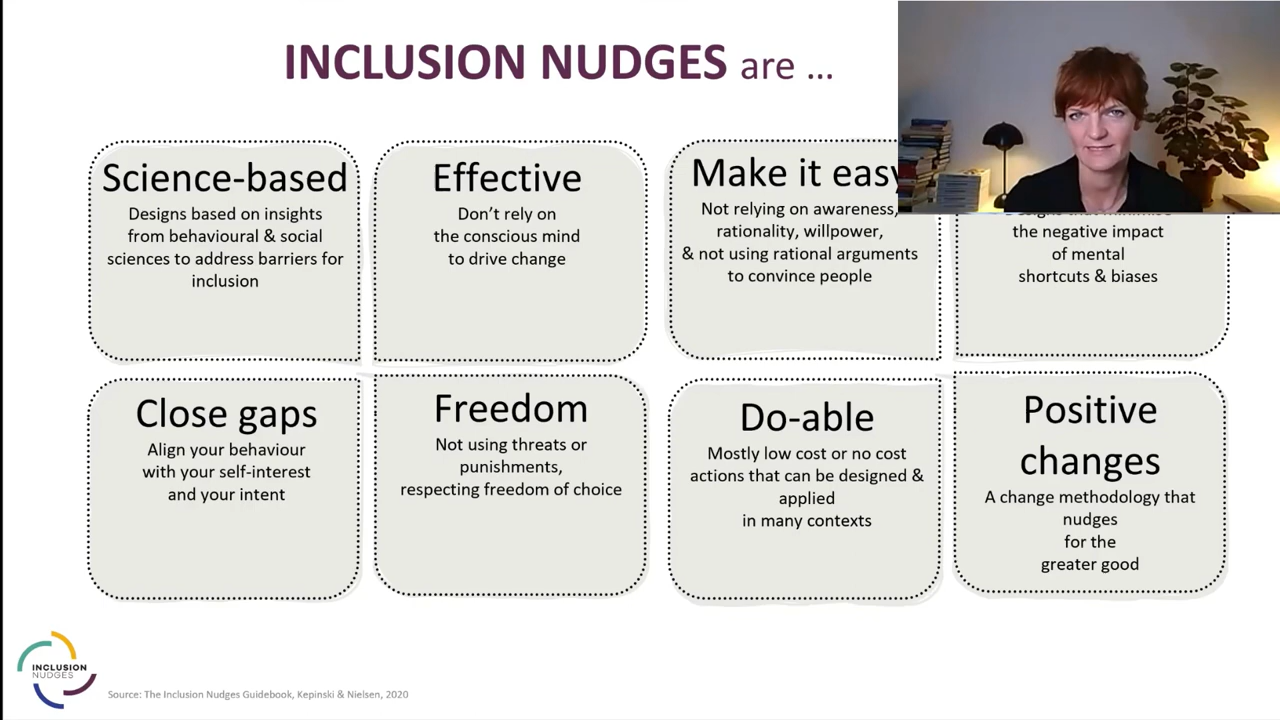 INCLUSION NUDGES are ...
Science-based
Designs based on insights
from behavioural & social
sciences to address barriers for
inclusion
Effective
Don't rely on
the conscious mind
to drive change
Make it easy
Not relying on awareness,
rationality, willpower,
& not using rational arguments
to convince people
the negative impact
of mental
shortcuts & biases
Close gaps
Align your behaviour
with your self-interest
and your intent
Freedom
Not using threats or
punishments,
respecting freedom of choice
Do-able
Mostly low cost or no cost
actions that can be designed &
applied
in many contexts
Positive
changes
A change methodology that
nudges
for the
greater good
INCLUSION
NUDGES
Source: The Inclusion Nudges Guidebook, Kepinski & Nielsen, 2020